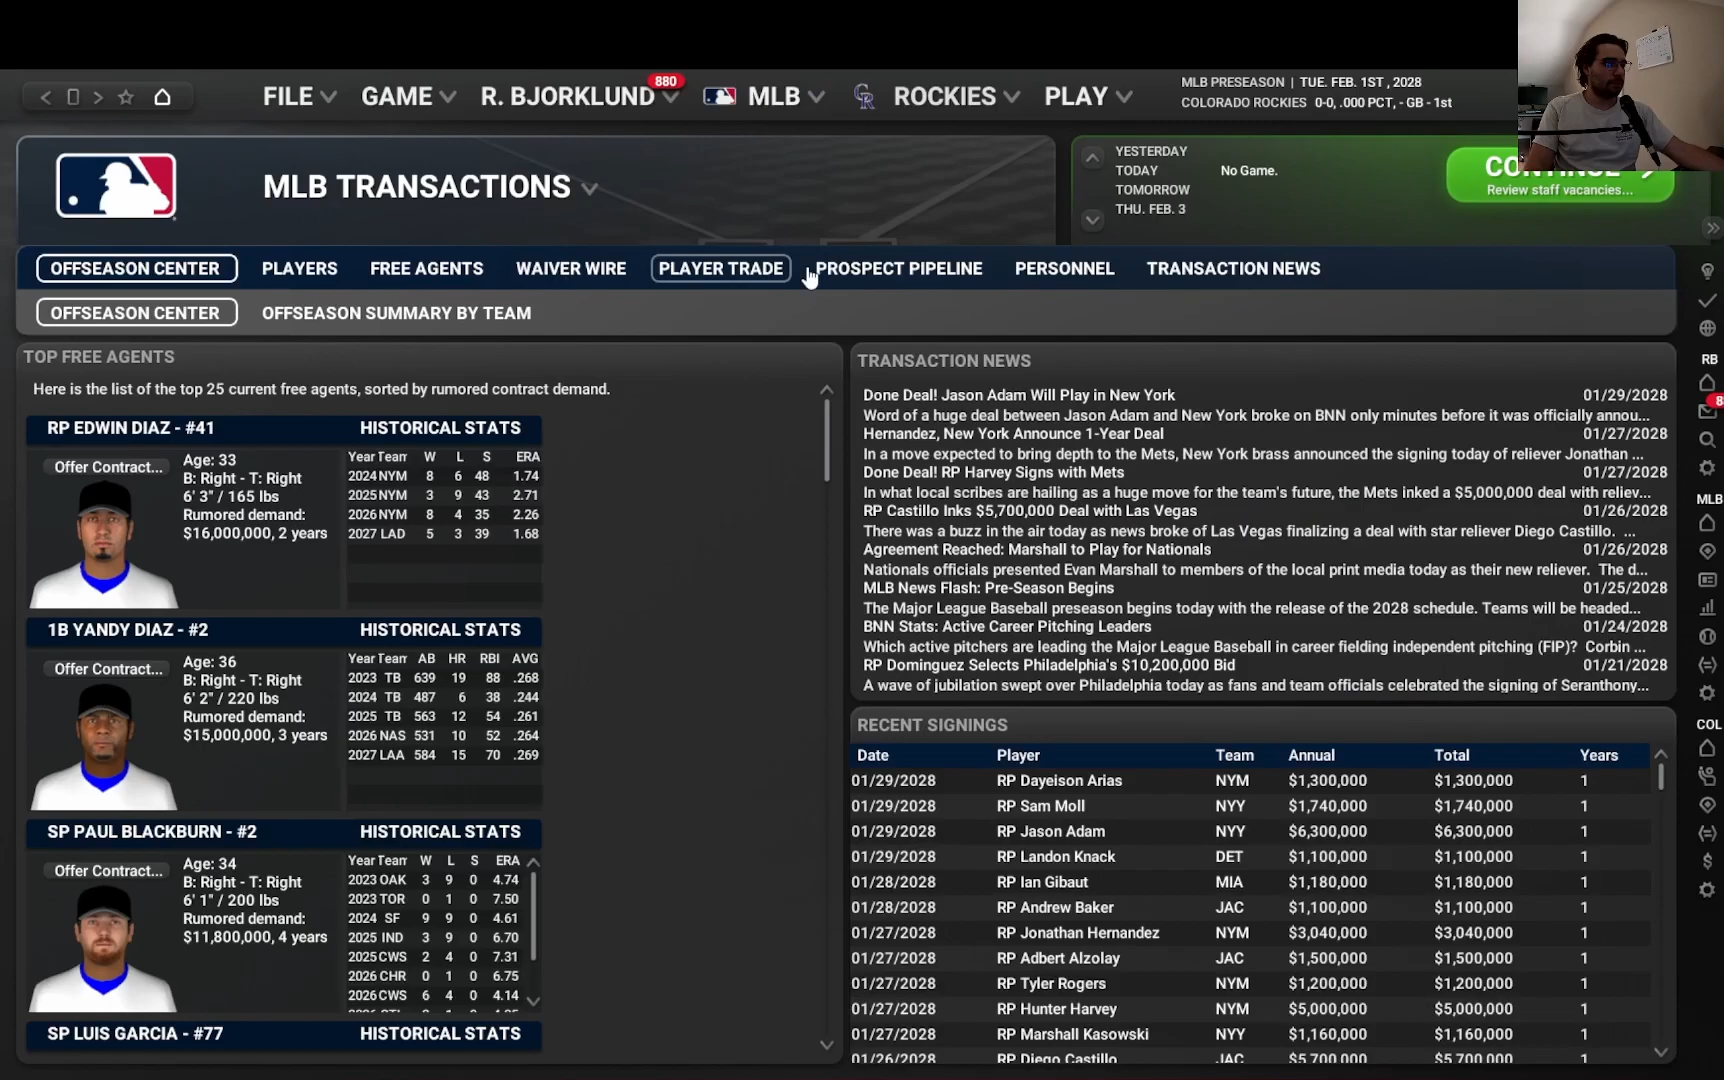 FILE GAME R. BJORKLUND 880 MLB ROCKIES PLAY
MLB PRESEASON | TUE. FEB. 1ST , 2028
COLORADO ROCKIES 0-0, .000 PCT, - GB - 1st
MLB TRANSACTIONS
YESTERDAY
TODAY No Game.
TOMORROW
THU. FEB. 3
Review staff vacancies...
OFFSEASON CENTER PLAYERS FREE AGENTS WAIVER WIRE PLAYER TRADE PROSPECT PIPELINE PERSONNEL TRANSACTION NEWS
OFFSEASON CENTER OFFSEASON SUMMARY BY TEAM
TOP FREE AGENTS
Here is the list of the top 25 current free agents, sorted by rumored contract demand.
RP EDWIN DIAZ - #41 HISTORICAL STATS
Offer Contract...
Age: 33
B: Right - T: Right
6' 3" / 165 lbs
Rumored demand:
$16,000,000, 2 years
Year Team W L S ERA
2024 NYM 8 6 48 1.74
2025 NYM 3 9 43 2.71
2026 NYM 8 4 35 2.26
2027 LAD 5 3 39 1.68
1B YANDY DIAZ - #2 HISTORICAL STATS
Offer Contract...
Age: 36
B: Right - T: Right
6' 2" / 220 lbs
Rumored demand:
$15,000,000, 3 years
Year Team AB HR RBI AVG
2023 TB 639 19 88 .268
2024 TB 487 6 38 .244
2025 TB 563 12 54 .261
2026 NAS 531 10 52 .264
2027 LAA 584 15 70 .269
SP PAUL BLACKBURN - #2 HISTORICAL STATS
Offer Contract...
Age: 34
B: Right - T: Right
6' 1" / 200 lbs
Rumored demand:
$11,800,000, 4 years
Year Team W L S ERA
2023 OAK 3 9 0 4.74
2023 TOR 0 1 0 7.50
2024 SF 9 9 0 4.61
2025 IND 3 9 0 6.70
2025 CWS 2 4 0 7.31
2026 CHR 0 1 0 6.75
2026 CWS 6 4 0 4.14
SP LUIS GARCIA - #77 HISTORICAL STATS
TRANSACTION NEWS
Done Deal! Jason Adam Will Play in New York 01/29/2028
Word of a huge deal between Jason Adam and New York broke on BNN only minutes before it was officially annou...
Hernandez, New York Announce 1-Year Deal 01/27/2028
In a move expected to bring depth to the Mets, New York brass announced the signing today of reliever Jonathan ...
Done Deal! RP Harvey Signs with Mets 01/27/2028
In what local scribes are hailing as a huge move for the team's future, the Mets inked a $5,000,000 deal with reliev...
RP Castillo Inks $5,700,000 Deal with Las Vegas 01/26/2028
There was a buzz in the air today as news broke of Las Vegas finalizing a deal with star reliever Diego Castillo. ...
Agreement Reached: Marshall to Play for Nationals 01/26/2028
Nationals officials presented Evan Marshall to members of the local print media today as their new reliever. The d...
MLB News Flash: Pre-Season Begins 01/25/2028
The Major League Baseball preseason begins today with the release of the 2028 schedule. Teams will be headed...
BNN Stats: Active Career Pitching Leaders 01/24/2028
Which active pitchers are leading the Major League Baseball in career fielding independent pitching (FIP)? Corbin ...
RP Dominguez Selects Philadelphia's $10,200,000 Bid 01/21/2028
A wave of jubilation swept over Philadelphia today as fans and team officials celebrated the signing of Seranthony...
RECENT SIGNINGS
Date Player Team Annual Total Years
01/29/2028 RP Dayeison Arias NYM $1,300,000 $1,300,000 1
01/29/2028 RP Sam Moll NYY $1,740,000 $1,740,000 1
01/29/2028 RP Jason Adam NYY $6,300,000 $6,300,000 1
01/29/2028 RP Landon Knack DET $1,100,000 $1,100,000 1
01/28/2028 RP Ian Gibaut MIA $1,180,000 $1,180,000 1
01/28/2028 RP Andrew Baker JAC $1,100,000 $1,100,000 1
01/27/2028 RP Jonathan Hernandez NYM $3,040,000 $3,040,000 1
01/27/2028 RP Adbert Alzolay JAC $1,500,000 $1,500,000 1
01/27/2028 RP Tyler Rogers NYM $1,200,000 $1,200,000 1
01/27/2028 RP Hunter Harvey NYM $5,000,000 $5,000,000 1
01/27/2028 RP Marshall Kasowski NYY $1,160,000 $1,160,000 1
01/26/2028 RP Diego Castillo JAC $5,700,000 $5,700,000 1
RB
MLB
COL